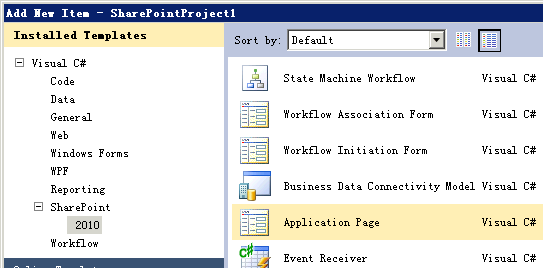 Add New Item - SharePointProject1
Installed Templates
Sort by: Default
Visual C#
Code
Data
General
Web
Windows Forms
WPF
Reporting
SharePoint
2010
Workflow
State Machine Workflow Visual C#
Workflow Association Form Visual C#
Workflow Initiation Form Visual C#
Business Data Connectivity Model Visual C#
Application Page Visual C#
Event Receiver Visual C#